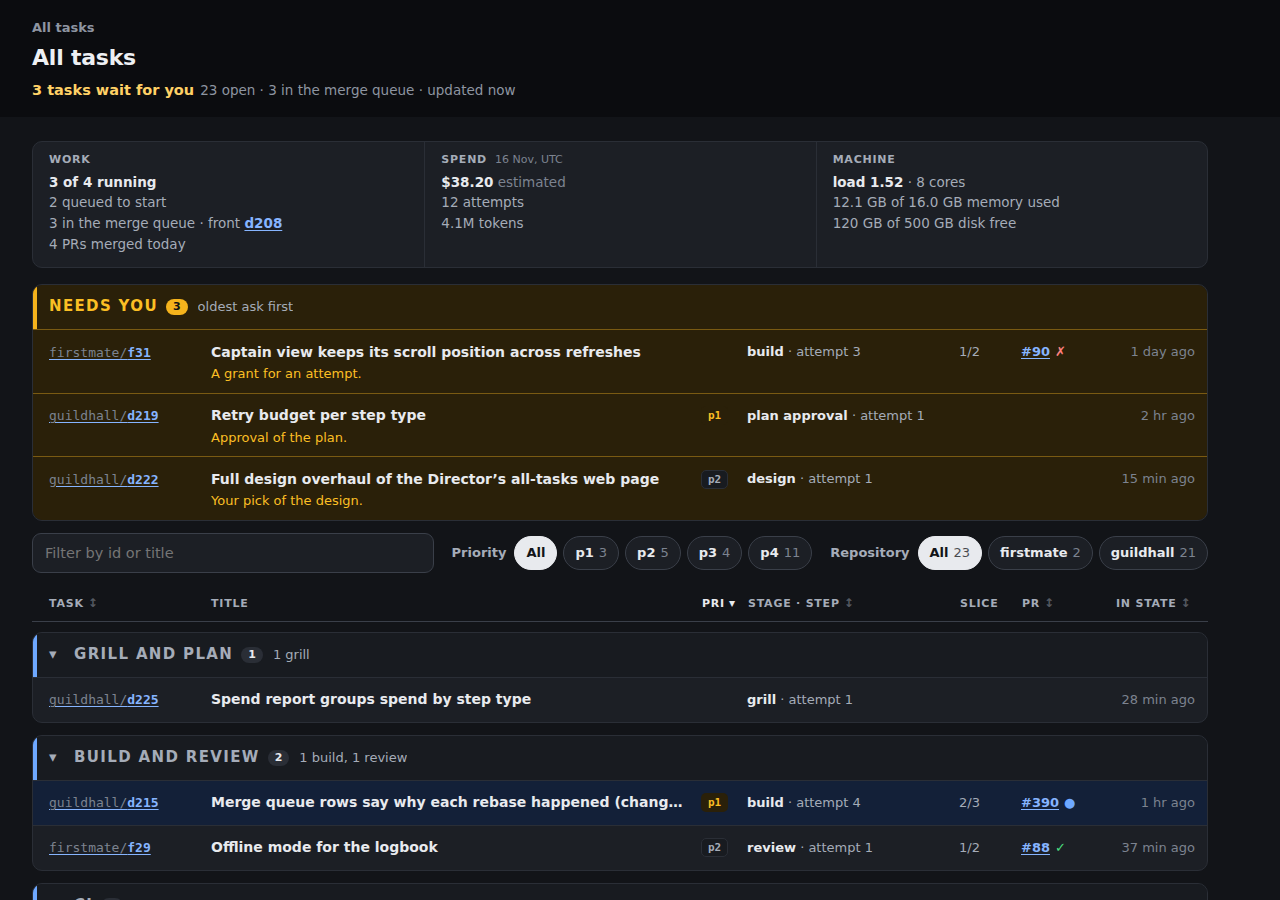 All tasks
All tasks
3 tasks wait for you 23 open · 3 in the merge queue · updated now
WORK
3 of 4 running
2 queued to start
3 in the merge queue · front d208
4 PRs merged today
SPEND 16 Nov, UTC
$38.20 estimated
12 attempts
4.1M tokens
MACHINE
load 1.52 · 8 cores
12.1 GB of 16.0 GB memory used
120 GB of 500 GB disk free
NEEDS YOU 3 oldest ask first
firstmate/f31 Captain view keeps its scroll position across refreshes build · attempt 3 1/2 #90 ✗ 1 day ago
A grant for an attempt.
guildhall/d219 Retry budget per step type p1 plan approval · attempt 1 2 hr ago
Approval of the plan.
guildhall/d222 Full design overhaul of the Director’s all-tasks web page p2 design · attempt 1 15 min ago
Your pick of the design.
Filter by id or title Priority All p1 3 p2 5 p3 4 p4 11 Repository All 23 firstmate 2 guildhall 21
TASK ↕ TITLE PRI ▾ STAGE · STEP ↕ SLICE PR ↕ IN STATE ↕
▾ GRILL AND PLAN 1 1 grill
guildhall/d225 Spend report groups spend by step type grill · attempt 1 28 min ago
▾ BUILD AND REVIEW 2 1 build, 1 review
guildhall/d215 Merge queue rows say why each rebase happened (chang… p1 build · attempt 4 2/3 #390 ● 1 hr ago
firstmate/f29 Offline mode for the logbook p2 review · attempt 1 1/2 #88 ✓ 37 min ago